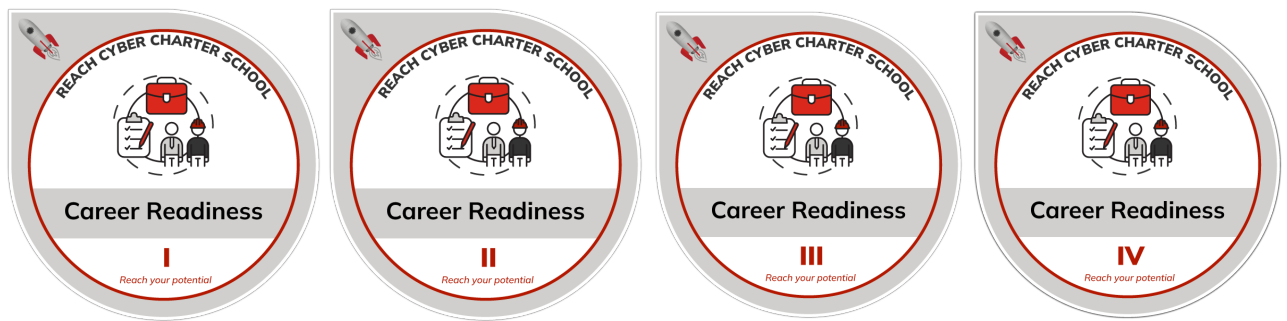 REACH CYBER CHARTER SCHOOL
Career Readiness
I
Reach your potential
REACH CYBER CHARTER SCHOOL
Career Readiness
II
Reach your potential
REACH CYBER CHARTER SCHOOL
Career Readiness
III
Reach your potential
REACH CYBER CHARTER SCHOOL
Career Readiness
IV
Reach your potential